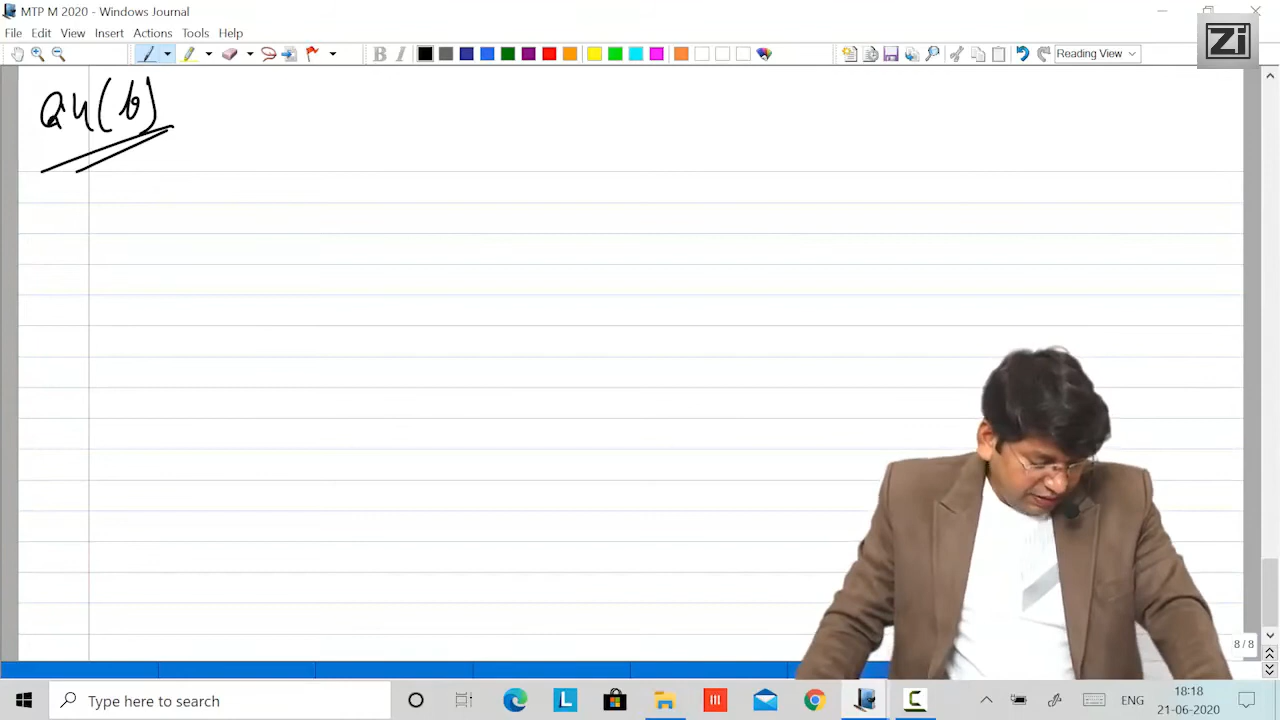 MTP M 2020 - Windows Journal
File Edit View Insert Actions Tools Help
B I Reading View
Zi
Q4(b)
8 / 8
Type here to search
L
ENG
18:18
21-06-2020